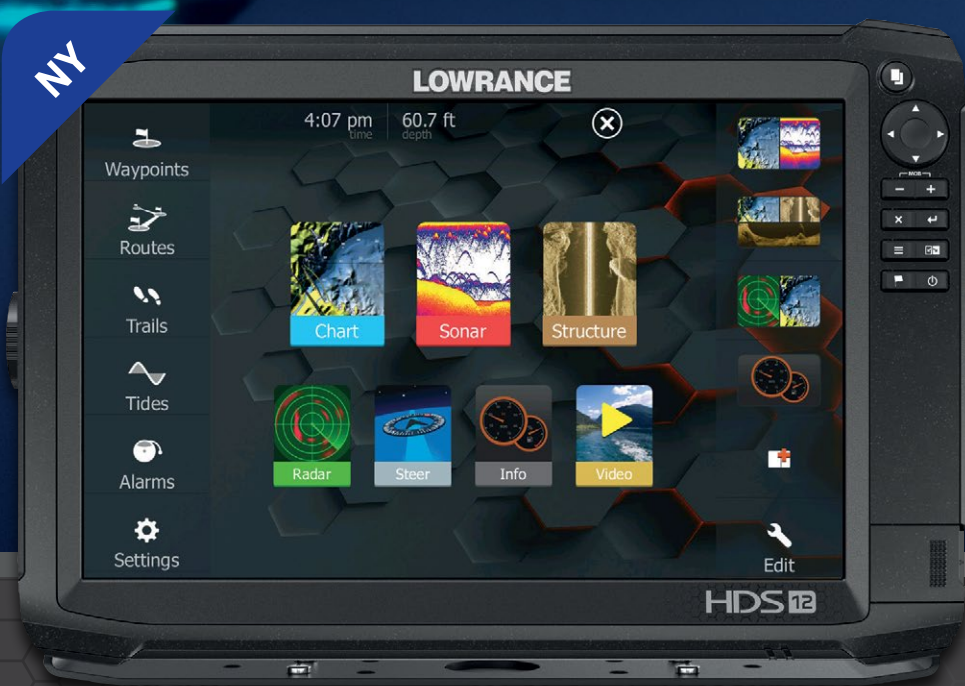 NY
LOWRANCE
4:07 pm
time
60.7 ft
depth
Waypoints
Routes
Trails
Tides
Alarms
Settings
Chart
Sonar
Structure
Radar
Steer
Info
Video
Edit
MOB
HDS 12